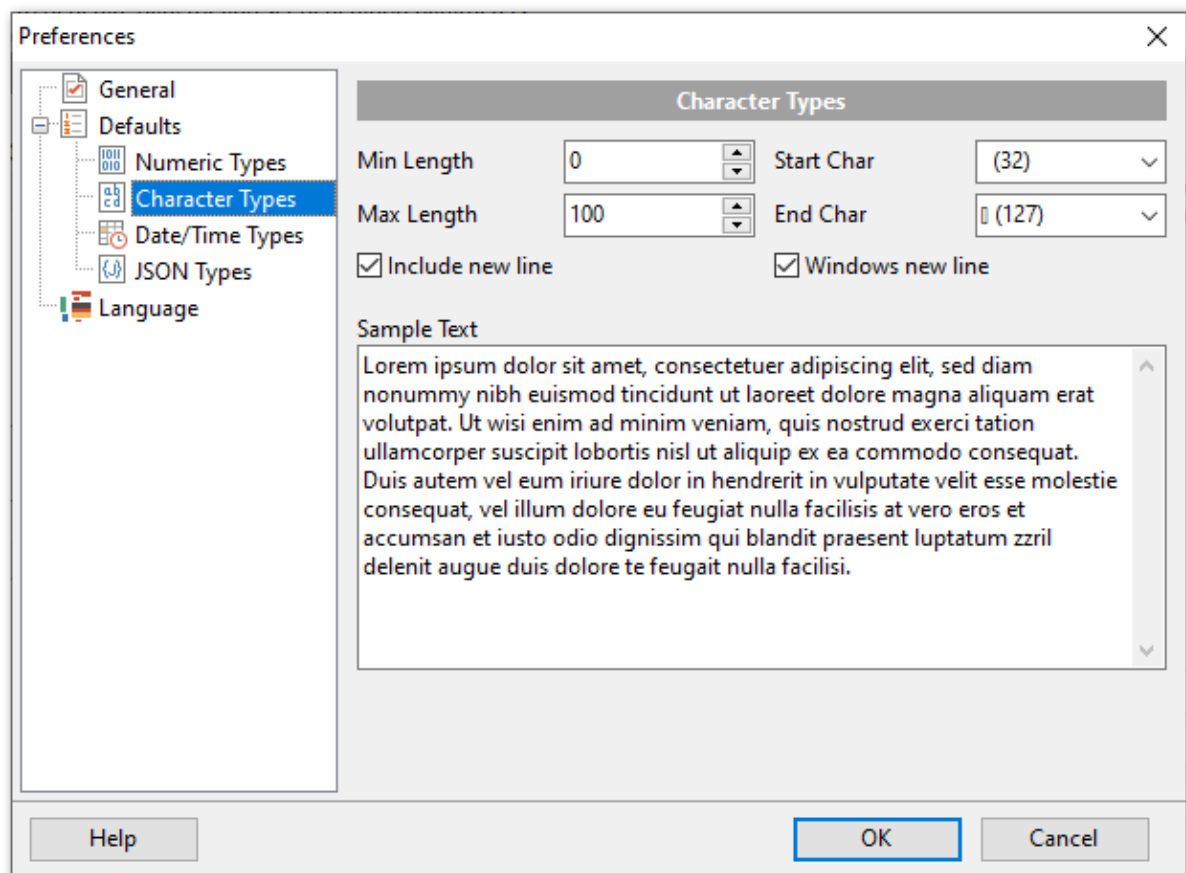 Preferences
General
Defaults
Numeric Types
Character Types
Date/Time Types
JSON Types
Language
Character Types
Min Length 0 Start Char (32)
Max Length 100 End Char ▯ (127)
Include new line Windows new line
Sample Text
Lorem ipsum dolor sit amet, consectetuer adipiscing elit, sed diam
nonummy nibh euismod tincidunt ut laoreet dolore magna aliquam erat
volutpat. Ut wisi enim ad minim veniam, quis nostrud exerci tation
ullamcorper suscipit lobortis nisl ut aliquip ex ea commodo consequat.
Duis autem vel eum iriure dolor in hendrerit in vulputate velit esse molestie
consequat, vel illum dolore eu feugiat nulla facilisis at vero eros et
accumsan et iusto odio dignissim qui blandit praesent luptatum zzril
delenit augue duis dolore te feugait nulla facilisi.
Help OK Cancel